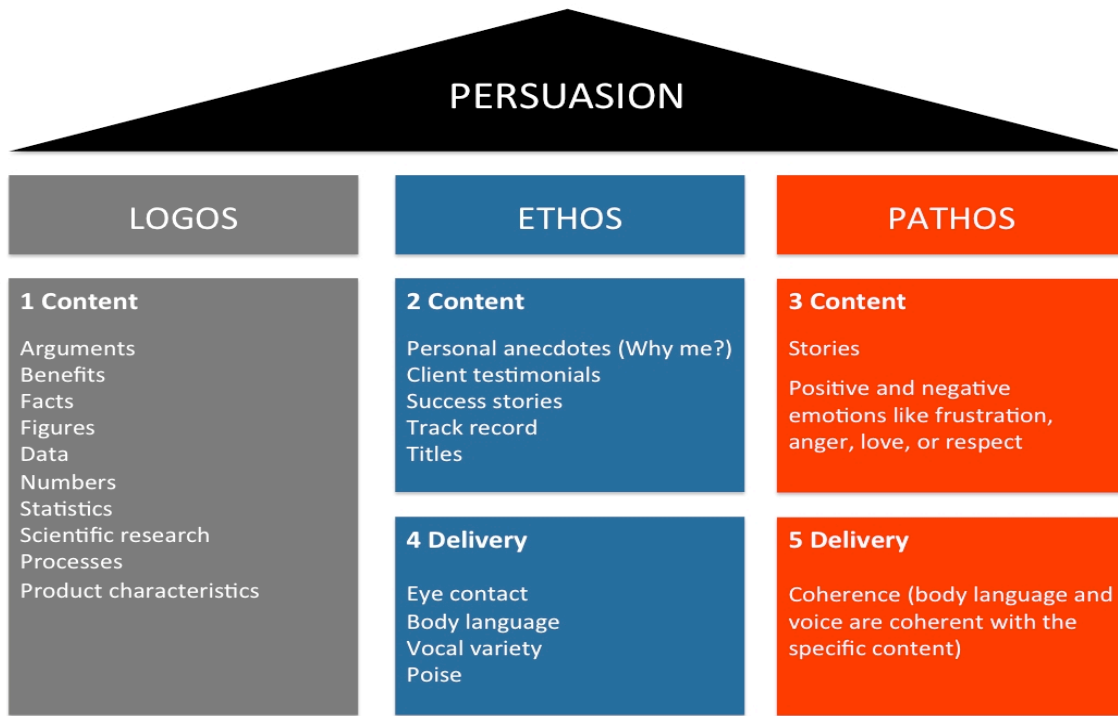 PERSUASION
LOGOS
ETHOS
PATHOS
1 Content
Arguments
Benefits
Facts
Figures
Data
Numbers
Statistics
Scientific research
Processes
Product characteristics
2 Content
Personal anecdotes (Why me?)
Client testimonials
Success stories
Track record
Titles
4 Delivery
Eye contact
Body language
Vocal variety
Poise
3 Content
Stories
Positive and negative
emotions like frustration,
anger, love, or respect
5 Delivery
Coherence (body language and
voice are coherent with the
specific content)